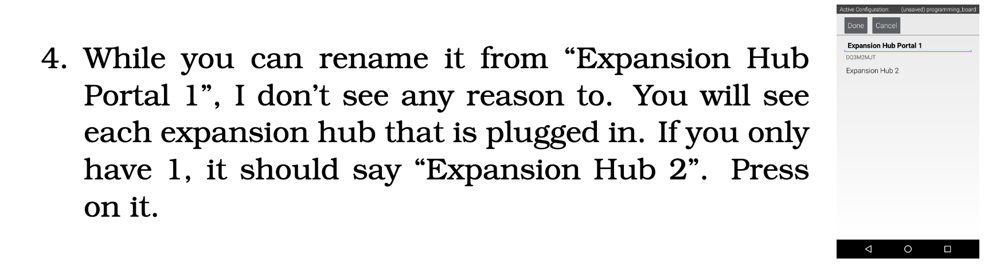 4. While you can rename it from “Expansion Hub
Portal 1”, I don’t see any reason to. You will see
each expansion hub that is plugged in. If you only
have 1, it should say “Expansion Hub 2”. Press
on it.
Active Configuration: (unsaved) programming_board
Done Cancel
Expansion Hub Portal 1
DQ3M2MJT
Expansion Hub 2